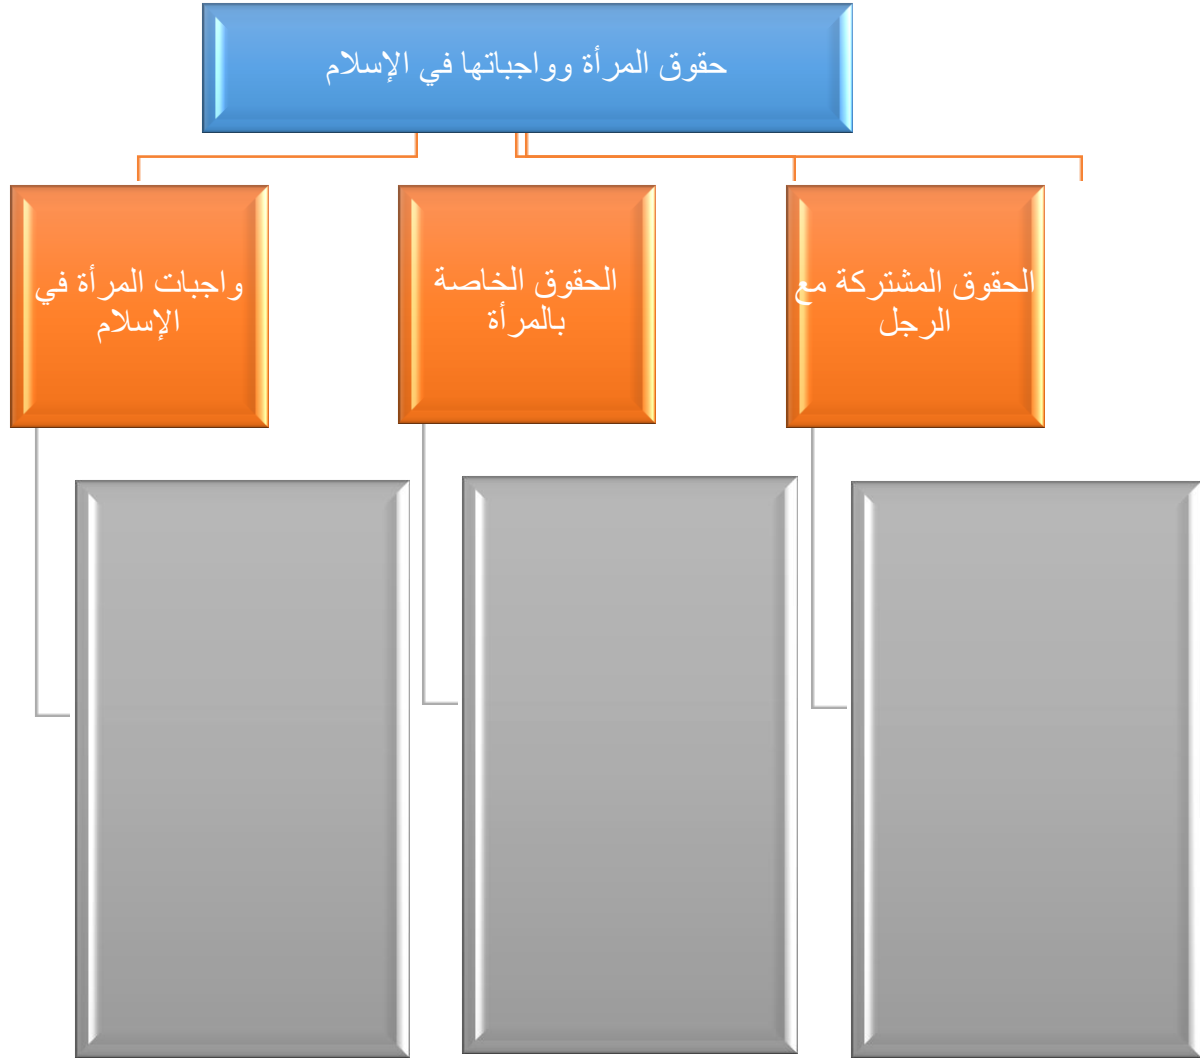 حقوق المرأة وواجباتها في الإسلام
الحقوق المشتركة مع
الرجل
الحقوق الخاصة
بالمرأة
واجبات المرأة في
الإسلام